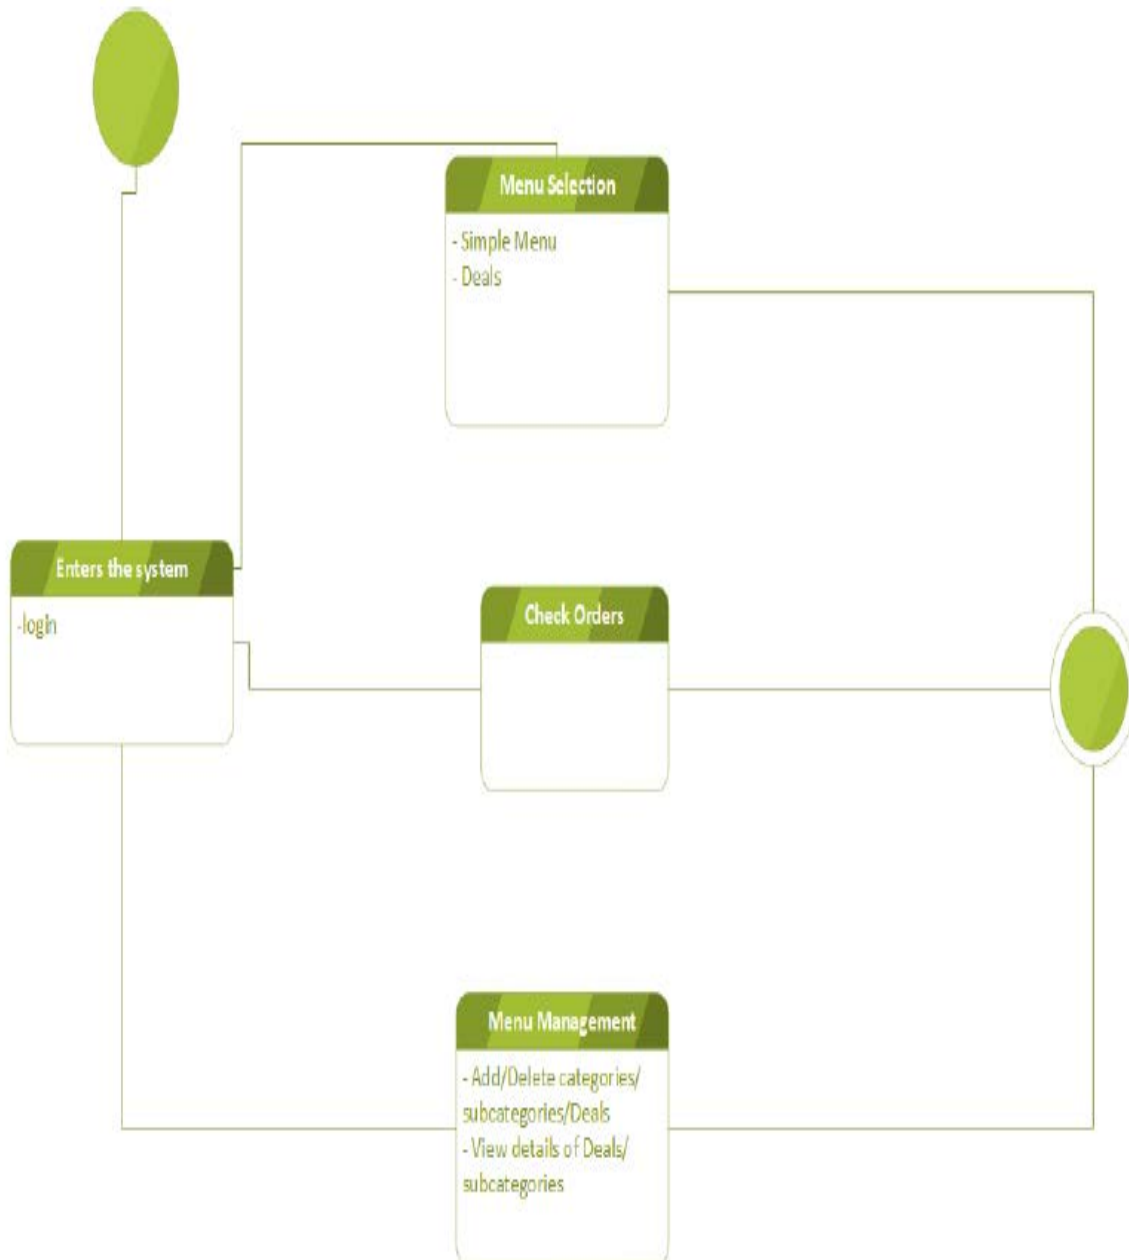 Menu Selection
- Simple Menu
- Deals
Enters the system
-login
Check Orders
Menu Management
- Add/Delete categories/
subcategories/Deals
- View details of Deals/
subcategories